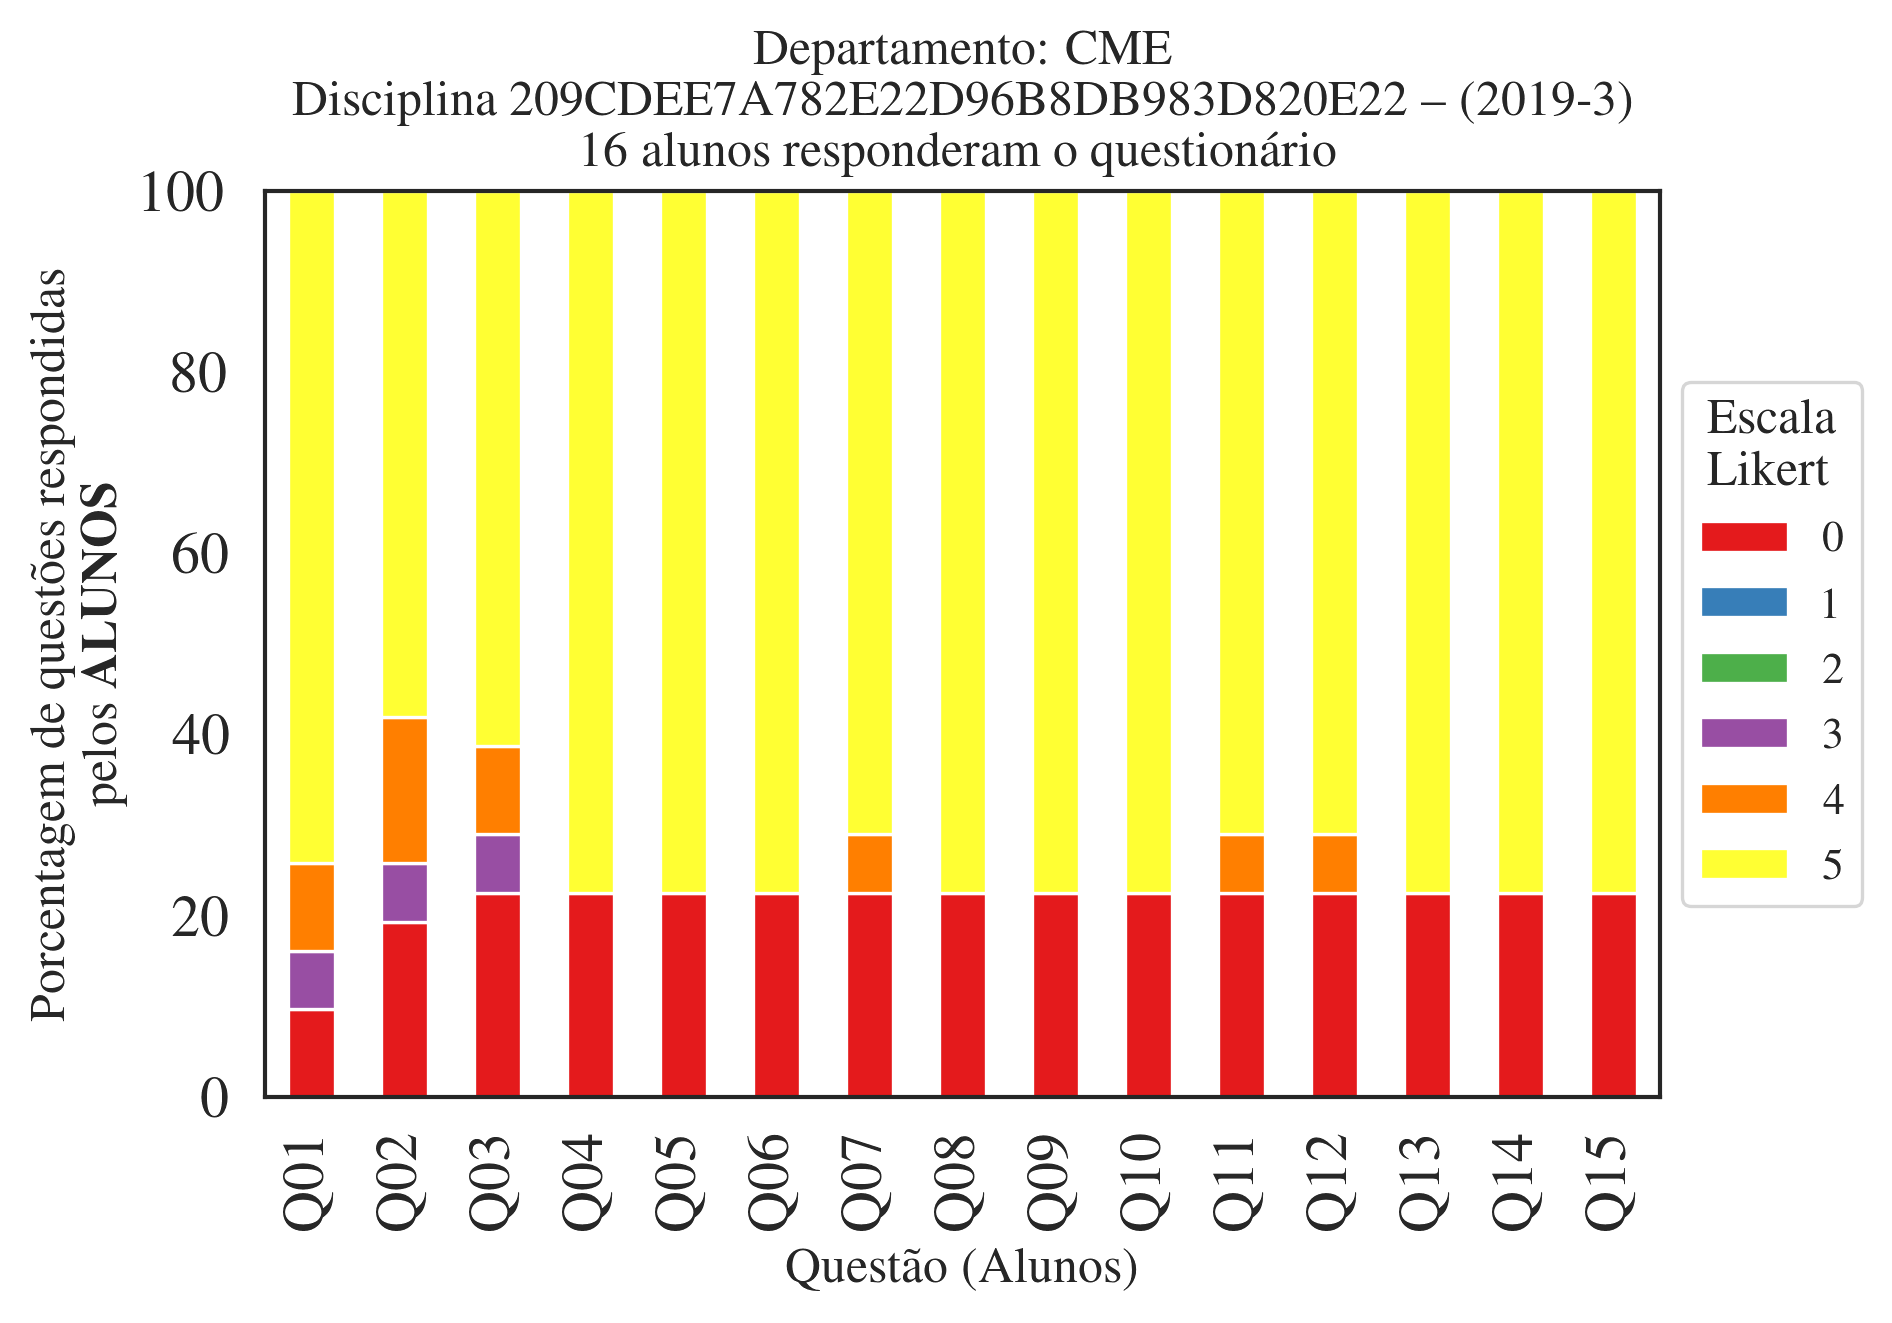 Departamento: CME
Disciplina 209CDEE7A782E22D96B8DB983D820E22 – (2019-3)
16 alunos responderam o questionário
Porcentagem de questões respondidas
pelos ALUNOS
100
80
60
40
20
0
Q01
Q02
Q03
Q04
Q05
Q06
Q07
Q08
Q09
Q10
Q11
Q12
Q13
Q14
Q15
Questão (Alunos)
Escala
Likert
0
1
2
3
4
5